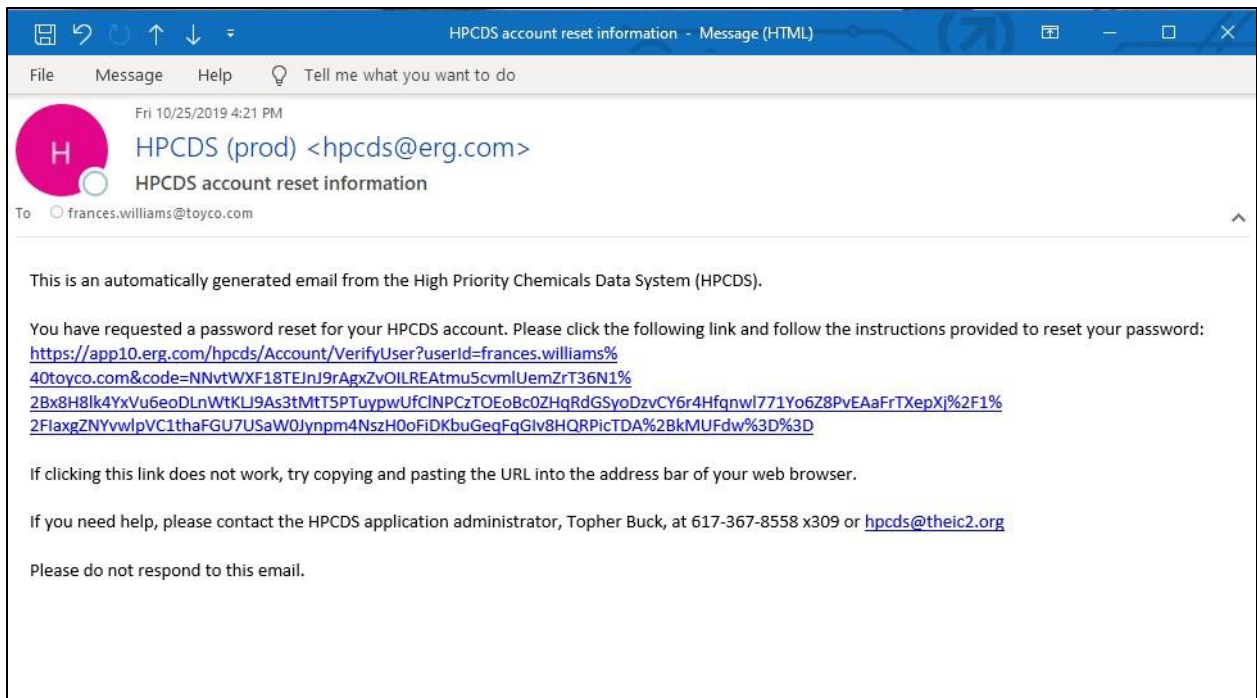 HPCDS account reset information - Message (HTML)
File Message Help Tell me what you want to do
Fri 10/25/2019 4:21 PM
H
HPCDS (prod) <hpcds@erg.com>
HPCDS account reset information
To frances.williams@toyco.com
This is an automatically generated email from the High Priority Chemicals Data System (HPCDS).
You have requested a password reset for your HPCDS account. Please click the following link and follow the instructions provided to reset your password:
https://app10.erg.com/hpcds/Account/VerifyUser?userId=frances.williams%
40toyco.com&code=NNvtWXF18TEJnJ9rAgxZvOILREAtmu5cvmlUemZrT36N1%
2Bx8H8lk4YxVu6eoDLnWtKLJ9As3tMtT5PTuypwUfClNPCzTOEoBc0ZHqRdGSyoDzvCY6r4Hfqnwl771Yo6Z8PvEAaFrTXepXj%2F1%
2FIaxgZNYvwlpVC1thaFGU7USaW0Jynpm4NszH0oFiDKbuGeqFqGIv8HQRPicTDA%2BkMUFdw%3D%3D
If clicking this link does not work, try copying and pasting the URL into the address bar of your web browser.
If you need help, please contact the HPCDS application administrator, Topher Buck, at 617-367-8558 x309 or hpcds@theic2.org
Please do not respond to this email.